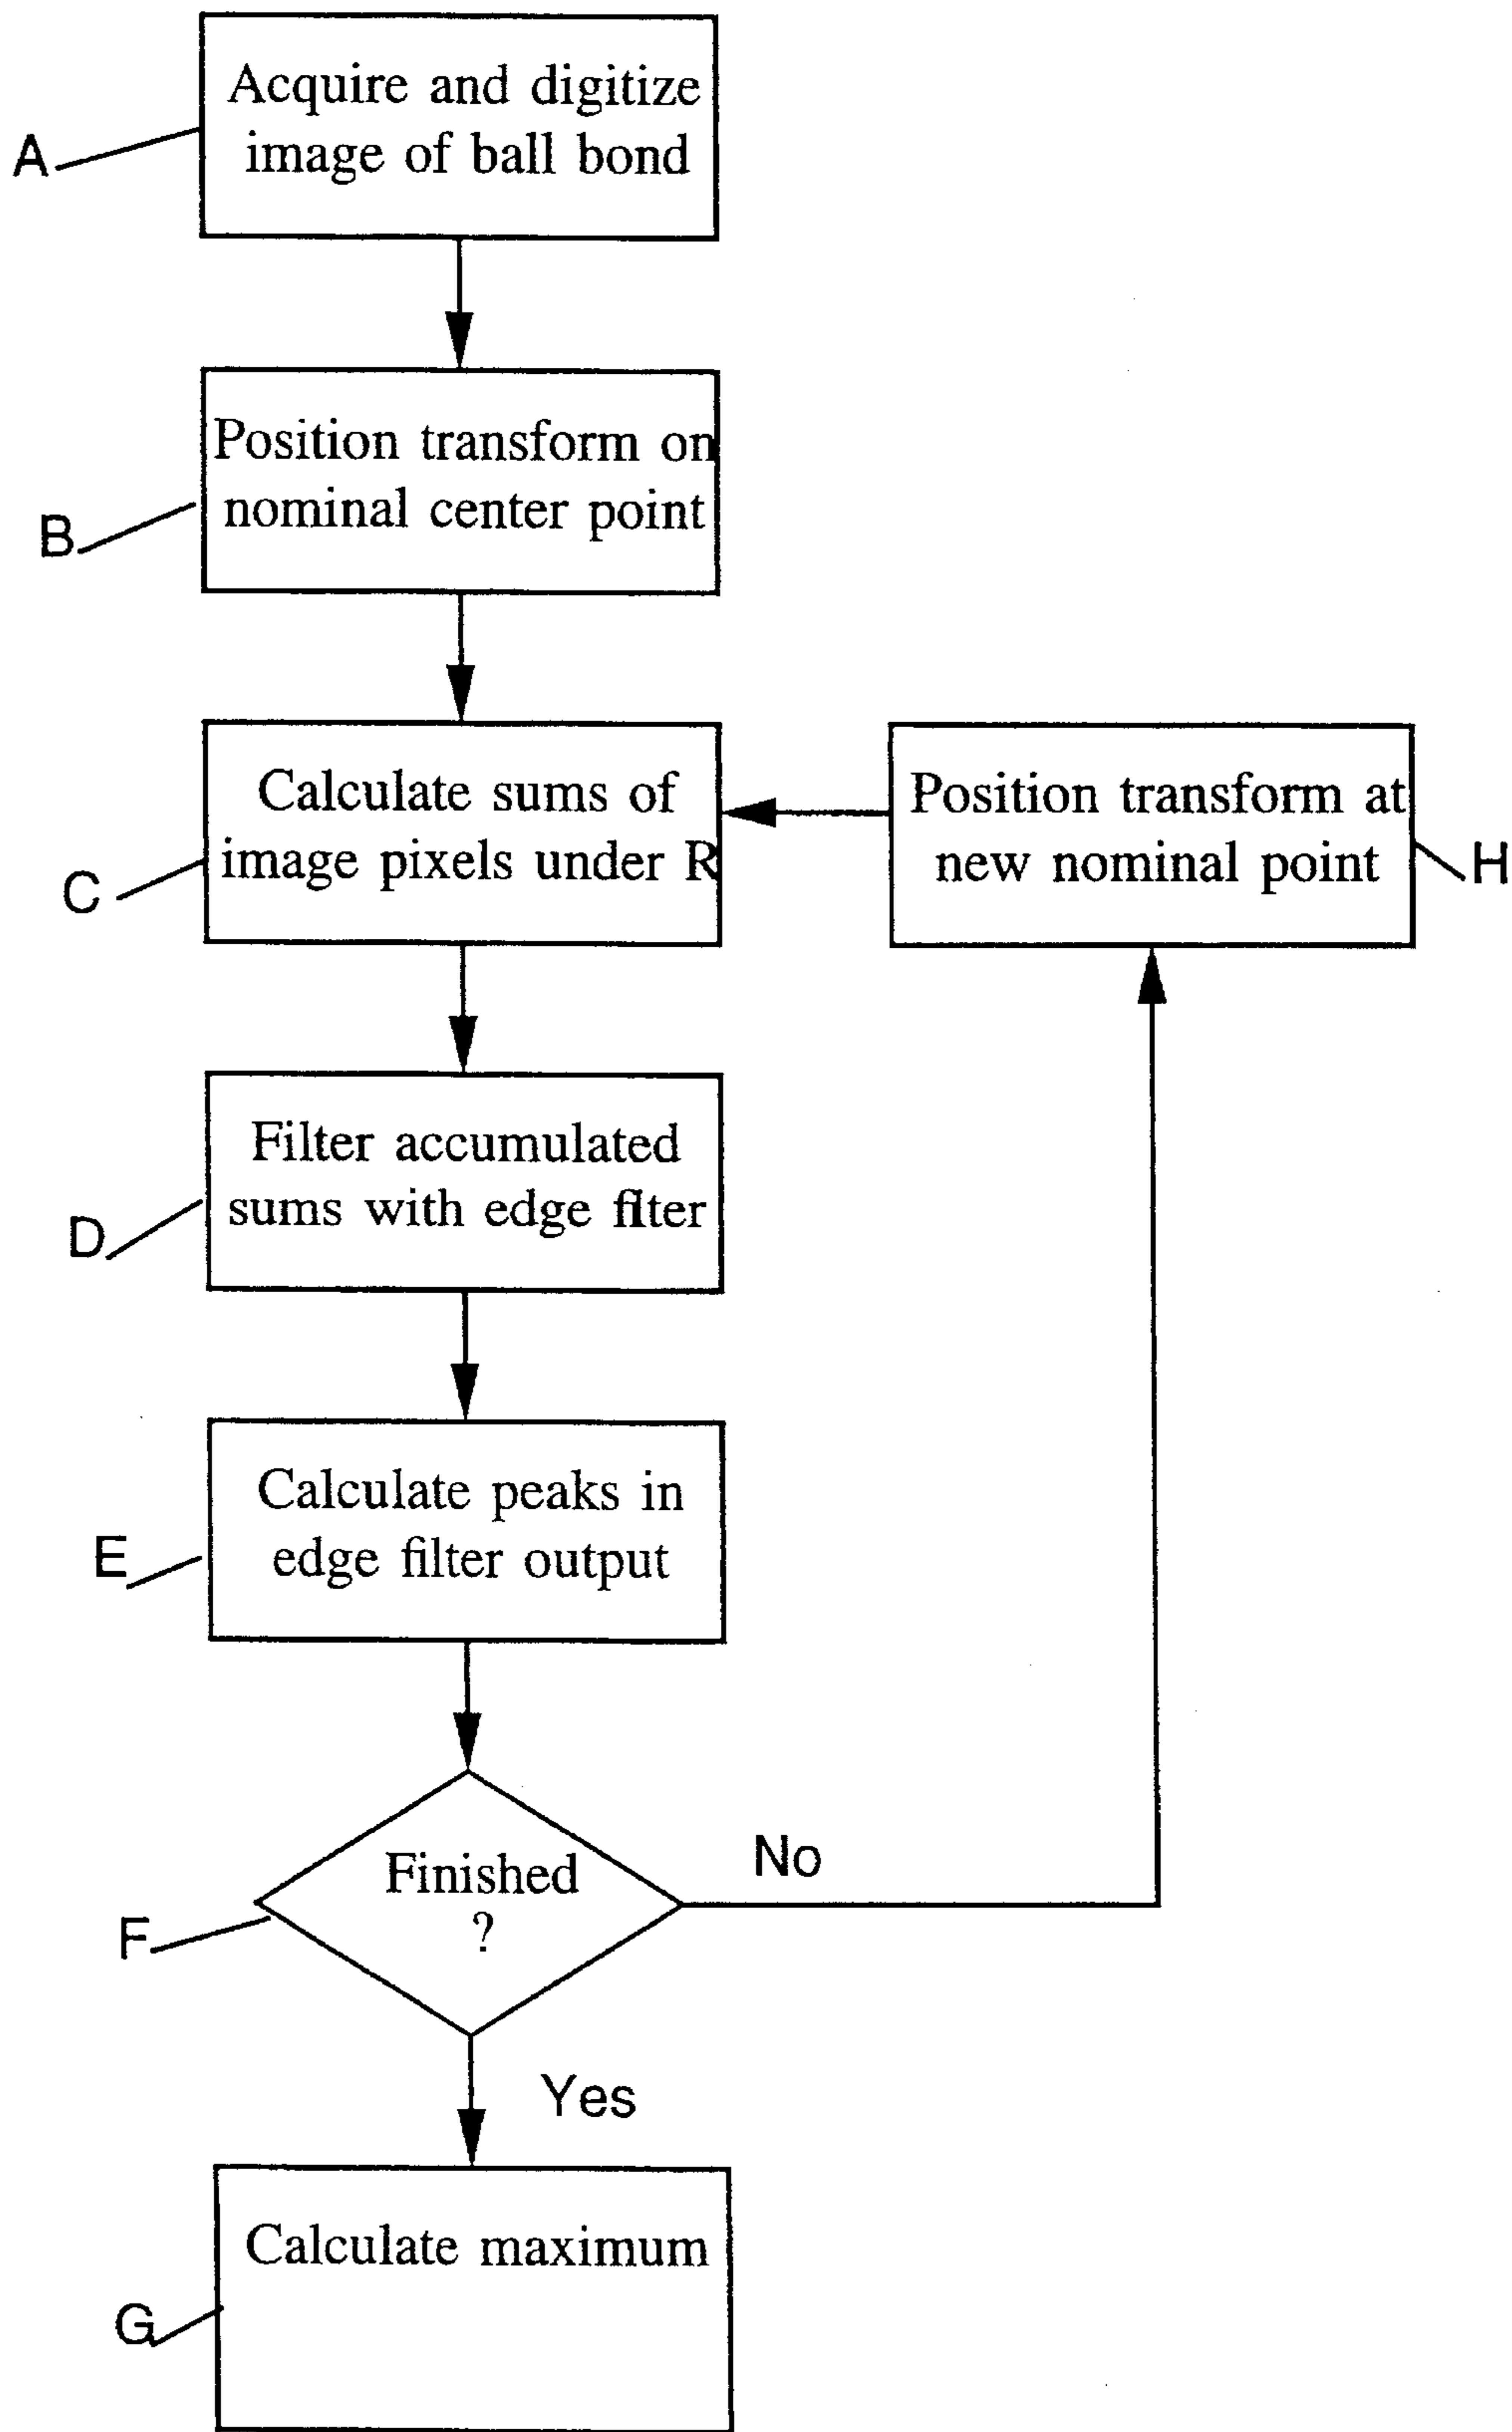 Acquire and digitize
image of ball bond
A
Position transform on
nominal center point
B
Calculate sums of
image pixels under R
C
Position transform at
new nominal point
H
Filter accumulated
sums with edge filter
D
Calculate peaks in
edge filter output
E
Finished
?
No
F
Yes
Calculate maximum
G